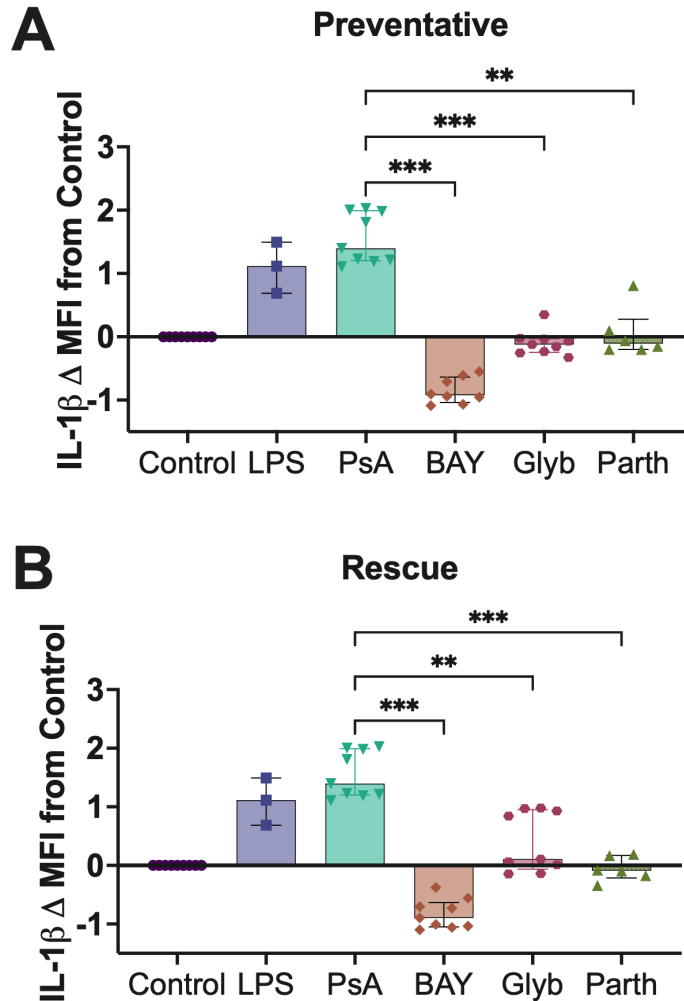 A
Preventative
**
***
***
IL-1β Δ MFI from Control
3
2
1
0
-1
Control LPS PsA BAY Glyb Parth
B
Rescue
***
**
***
IL-1β Δ MFI from Control
3
2
1
0
-1
Control LPS PsA BAY Glyb Parth